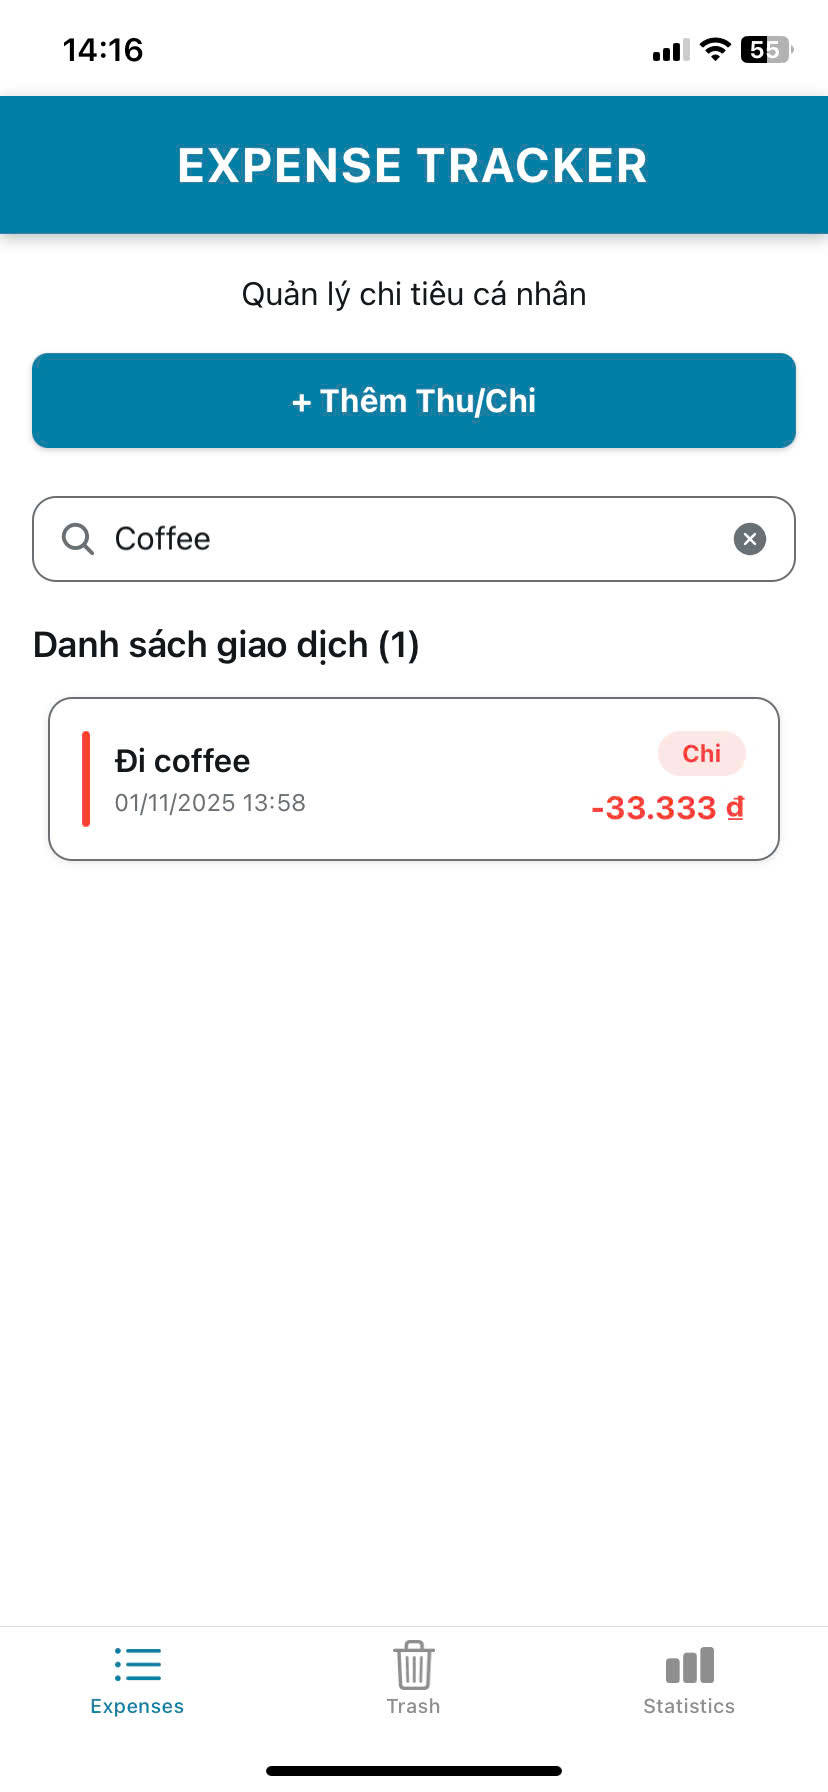 14:16
55
EXPENSE TRACKER
Quản lý chi tiêu cá nhân
+ Thêm Thu/Chi
Coffee
Danh sách giao dịch (1)
Đi coffee
Chi
01/11/2025 13:58
-33.333 ₫
Expenses
Trash
Statistics